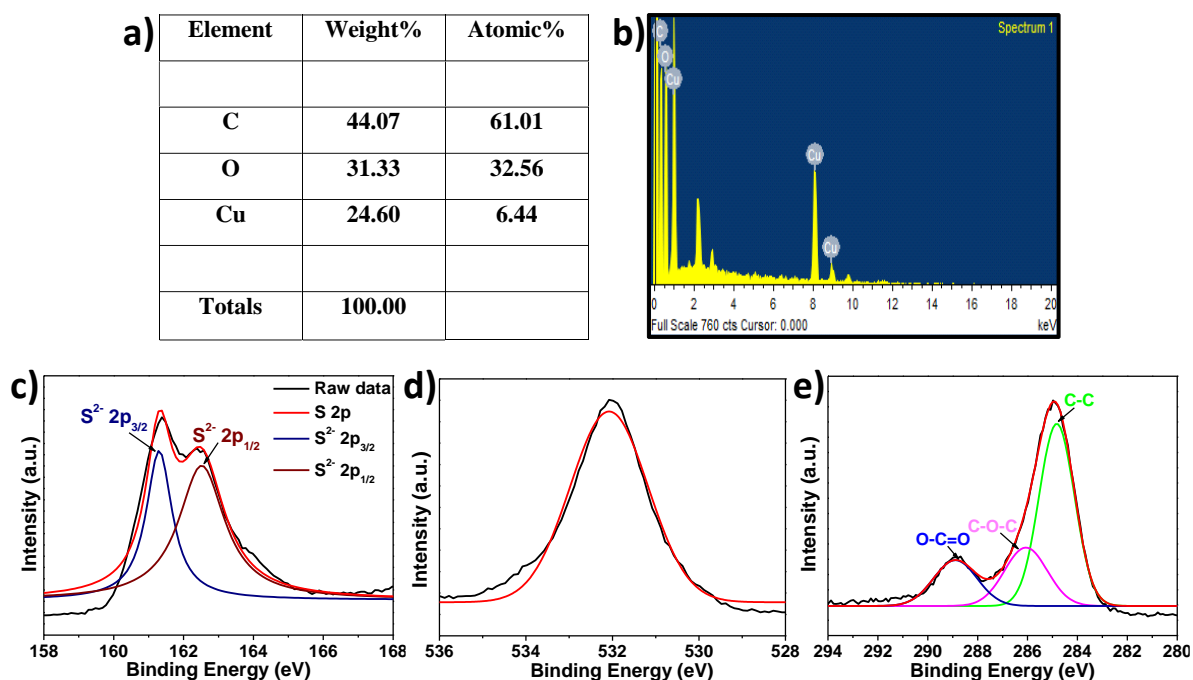 a)
Element Weight% Atomic%
C 44.07 61.01
O 31.33 32.56
Cu 24.60 6.44
Totals 100.00
b)
Spectrum 1
C
O
Cu
Cu
Cu
0 2 4 6 8 10 12 14 16 18 20
Full Scale 760 cts Cursor: 0.000 keV
c)
Raw data
S 2p
S²⁻ 2p₃/₂
S²⁻ 2p₁/₂
S²⁻ 2p₃/₂
S²⁻ 2p₁/₂
Intensity (a.u.)
158 160 162 164 166 168
Binding Energy (eV)
d)
Intensity (a.u.)
536 534 532 530 528
Binding Energy (eV)
e)
C-C
C-O-C
O-C=O
Intensity (a.u.)
294 292 290 288 286 284 282 280
Binding Energy (eV)